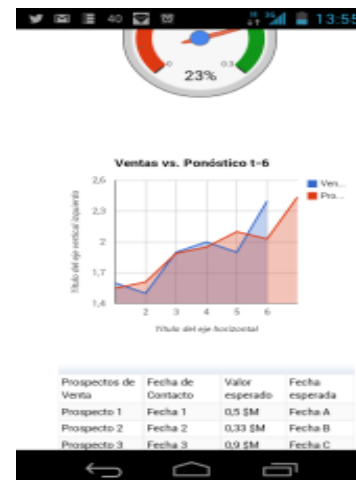 40 3G 13:55
0 0.3
23%
Ventas vs. Ponóstico t-6
2,6
2,3
2
1,7
1,4
Título del eje vertical izquierdo
Ven...
Pro...
2 3 4 5 6
Título del eje horizontal
Prospectos de Venta Fecha de Contacto Valor esperado Fecha esperada
Prospecto 1 Fecha 1 0,5 $M Fecha A
Prospecto 2 Fecha 2 0,33 $M Fecha B
Prospecto 3 Fecha 3 0,9 $M Fecha C